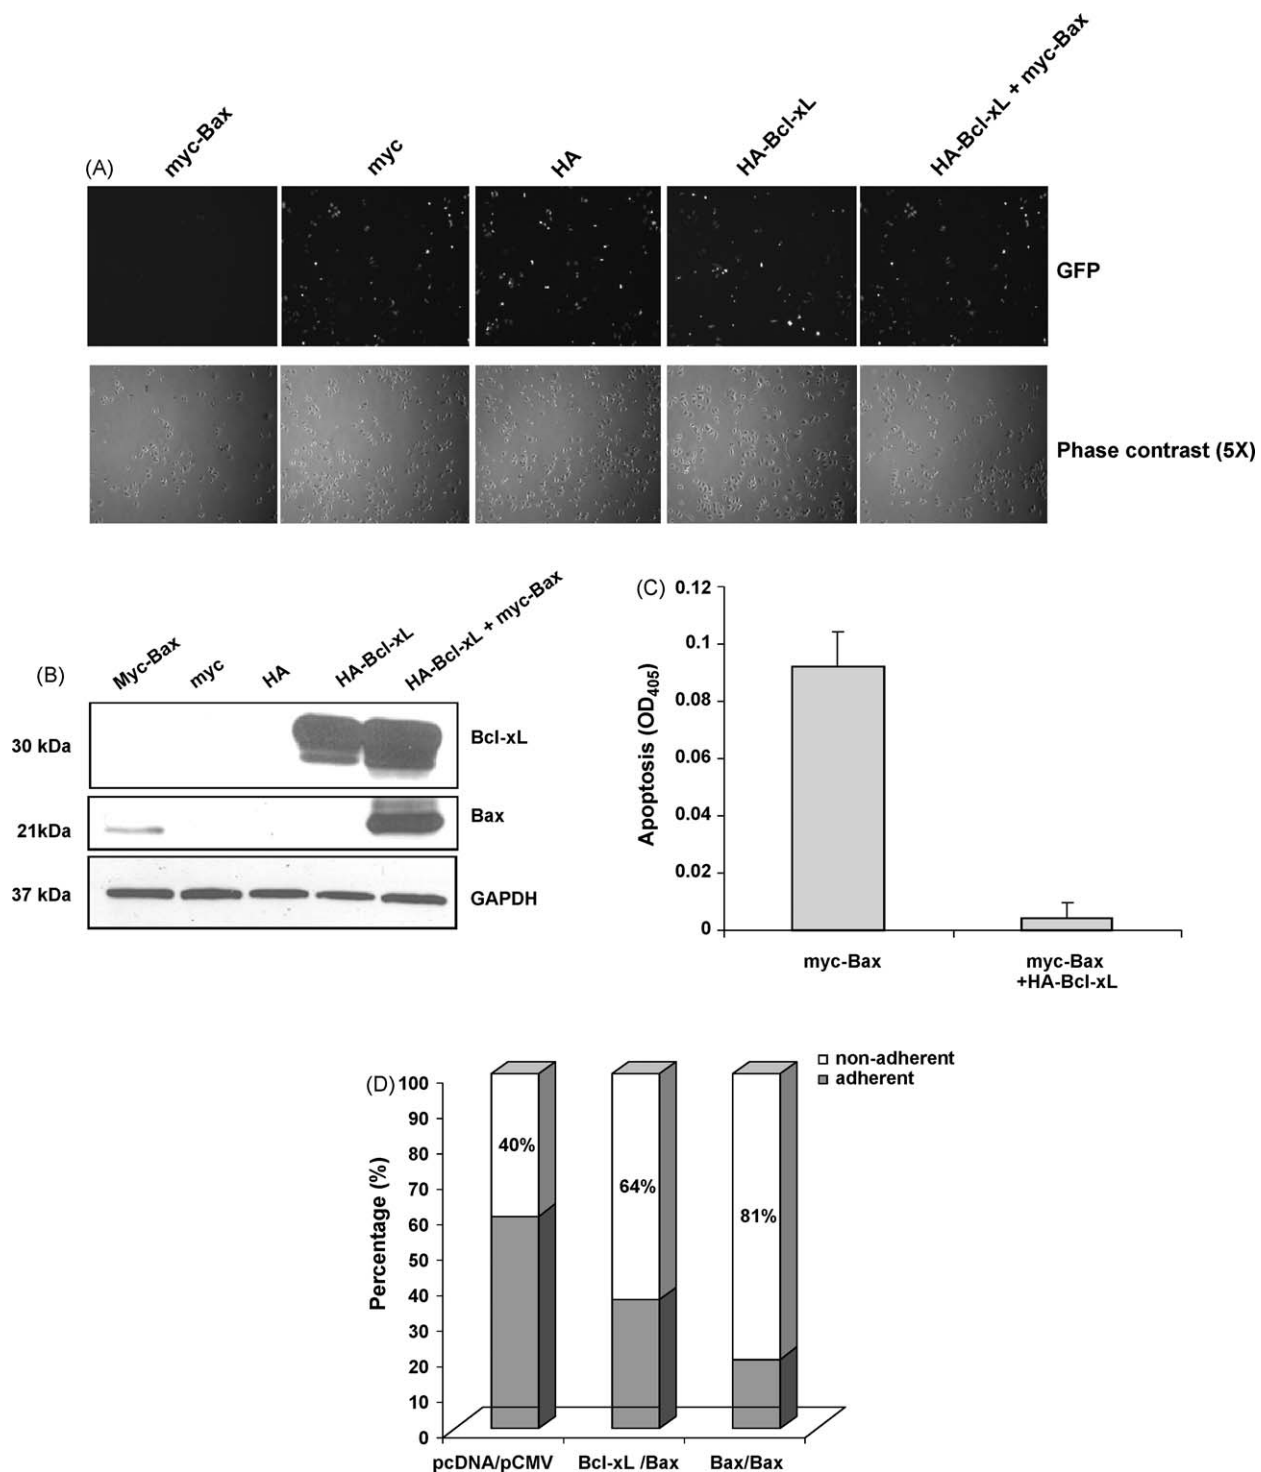 (A)
myc-Bax
myc
HA
HA-Bcl-xL
HA-Bcl-xL + myc-Bax
GFP
Phase contrast (5X)
(B)
Myc-Bax
myc
HA
HA-Bcl-xL
HA-Bcl-xL + myc-Bax
30 kDa
Bcl-xL
21kDa
Bax
37 kDa
GAPDH
(C)
Apoptosis (OD405)
0.12
0.1
0.08
0.06
0.04
0.02
0
myc-Bax
myc-Bax
+HA-Bcl-xL
(D)
Percentage (%)
100
90
80
70
60
50
40
30
20
10
0
40%
64%
81%
non-adherent
adherent
pcDNA/pCMV
Bcl-xL /Bax
Bax/Bax